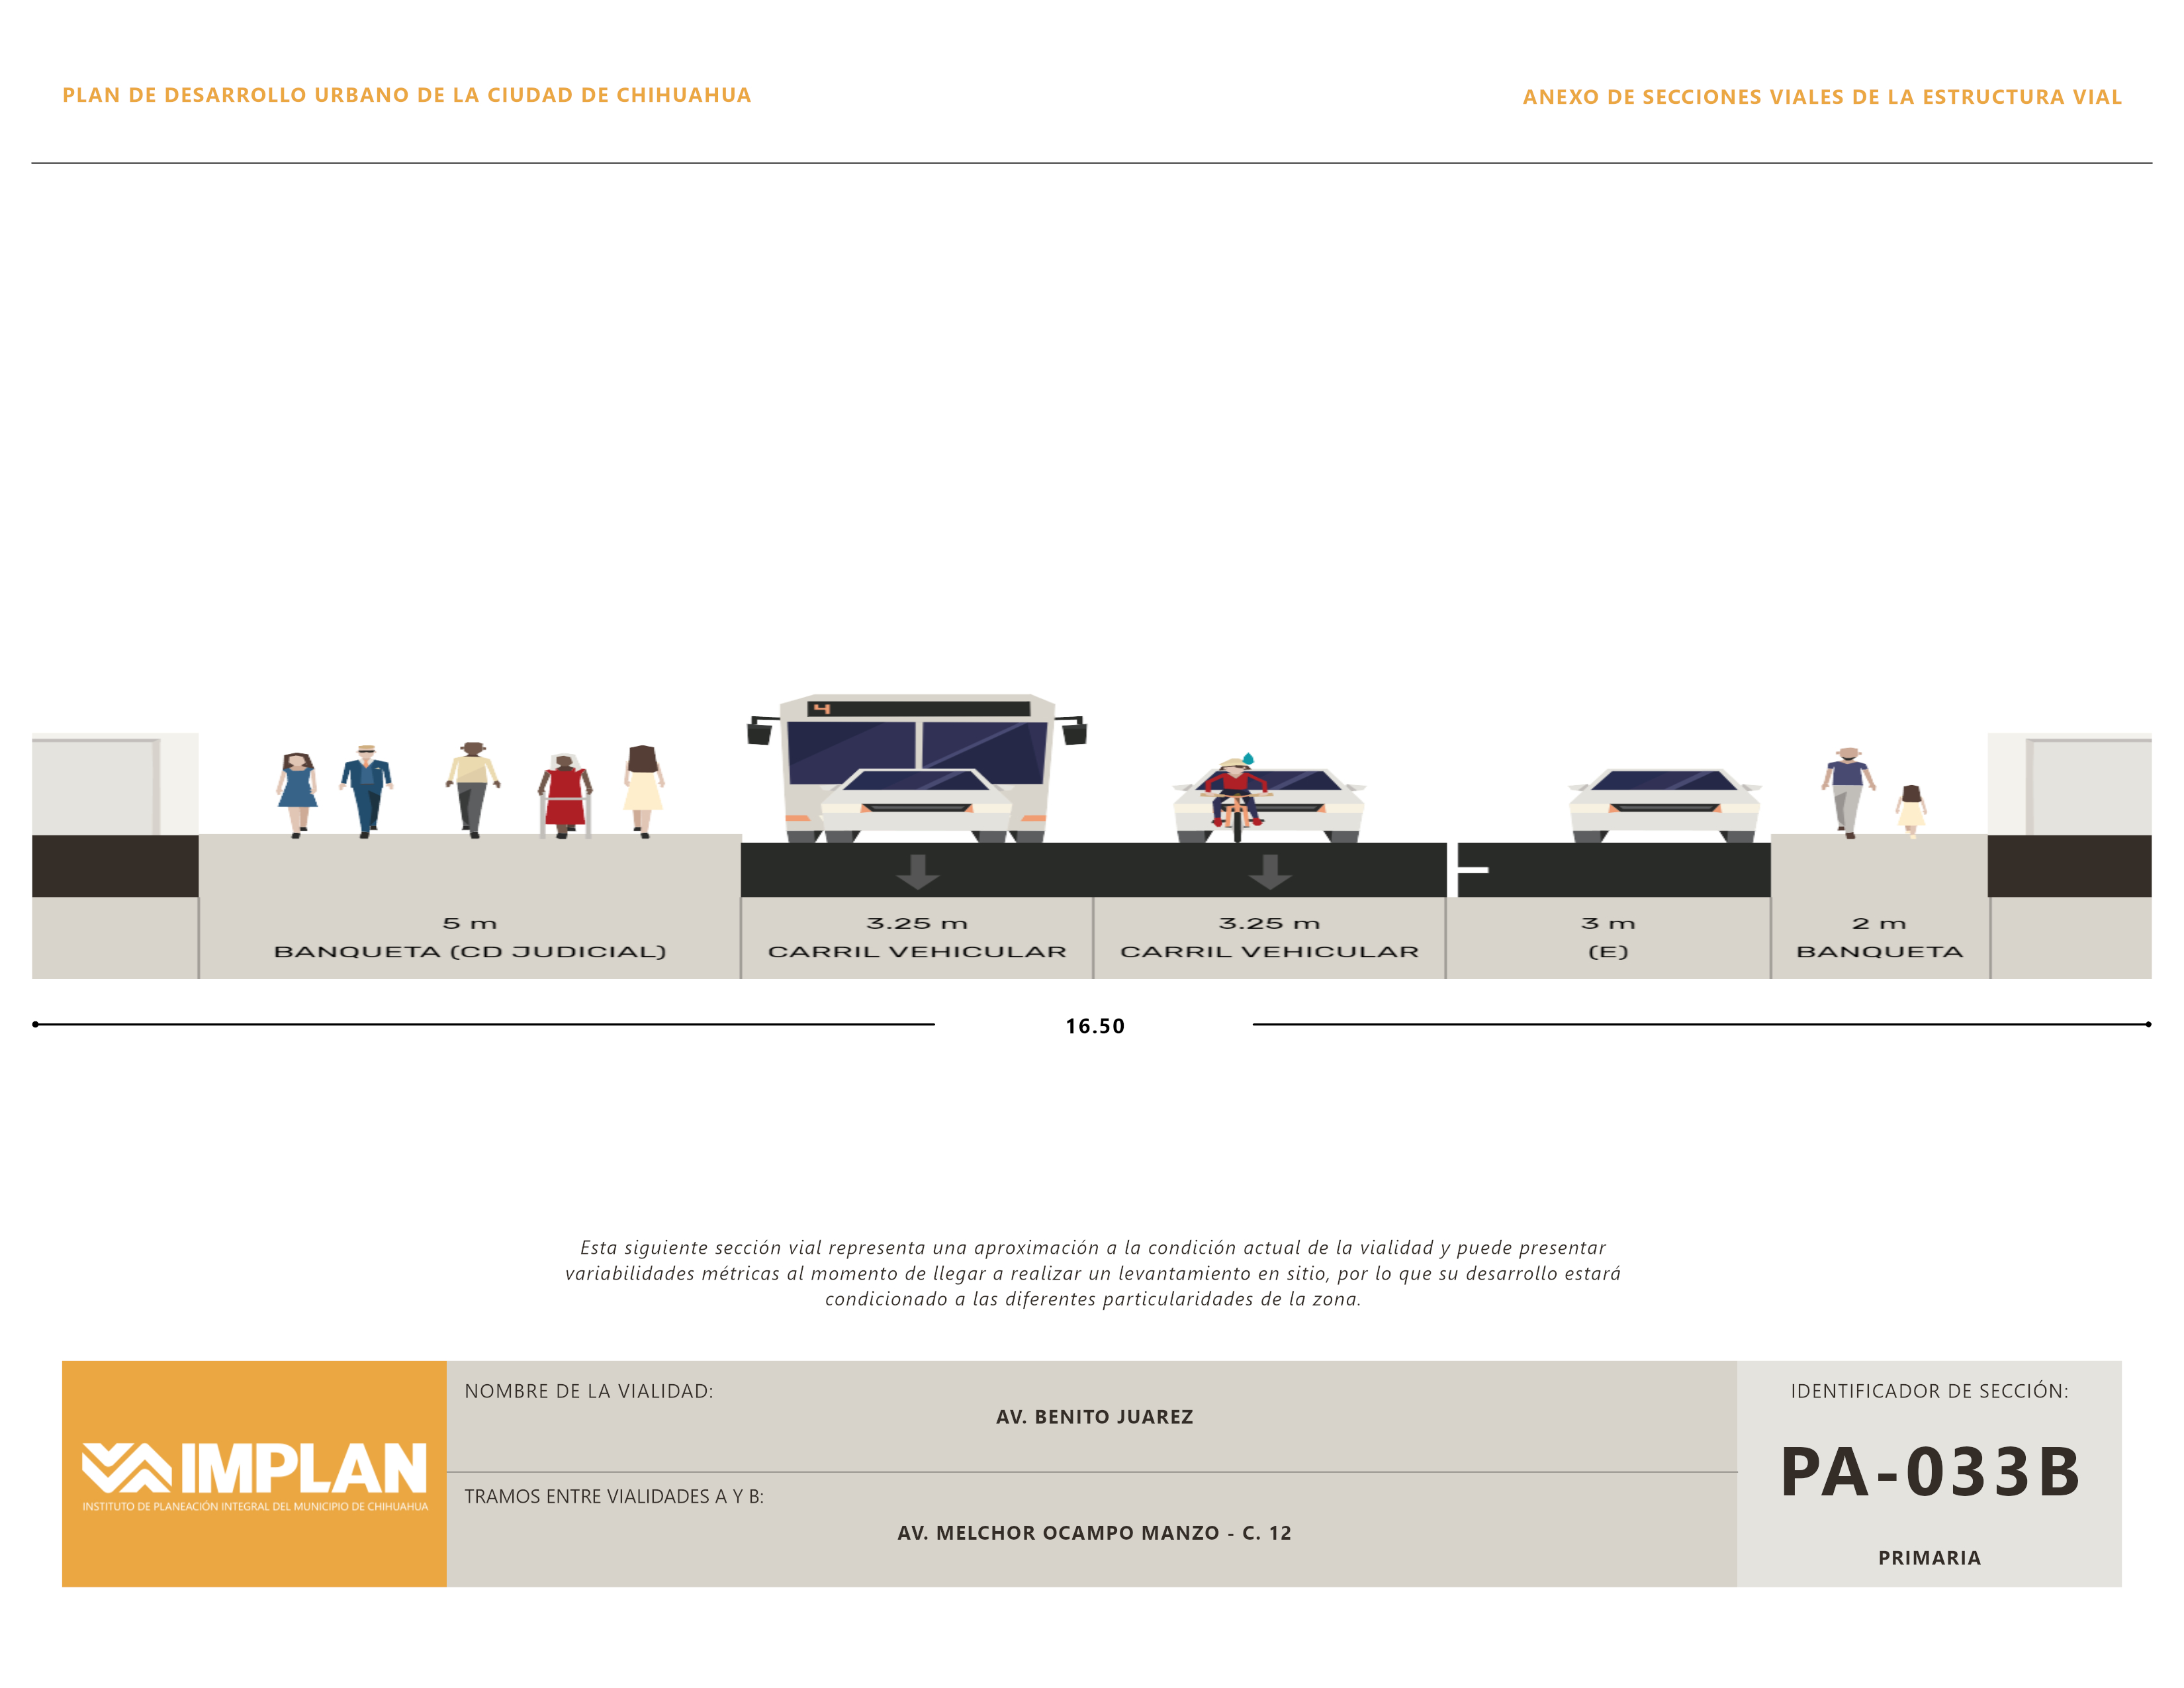 PLAN DE DESARROLLO URBANO DE LA CIUDAD DE CHIHUAHUA
ANEXO DE SECCIONES VIALES DE LA ESTRUCTURA VIAL
4
5 m
BANQUETA (CD JUDICIAL)
3.25 m
CARRIL VEHICULAR
3.25 m
CARRIL VEHICULAR
3 m
(E)
2 m
BANQUETA
16.50
Esta siguiente sección vial representa una aproximación a la condición actual de la vialidad y puede presentar
variabilidades métricas al momento de llegar a realizar un levantamiento en sitio, por lo que su desarrollo estará
condicionado a las diferentes particularidades de la zona.
IMPLAN
INSTITUTO DE PLANEACIÓN INTEGRAL DEL MUNICIPIO DE CHIHUAHUA
NOMBRE DE LA VIALIDAD:
AV. BENITO JUAREZ
TRAMOS ENTRE VIALIDADES A Y B:
AV. MELCHOR OCAMPO MANZO - C. 12
IDENTIFICADOR DE SECCIÓN:
PA-033B
PRIMARIA